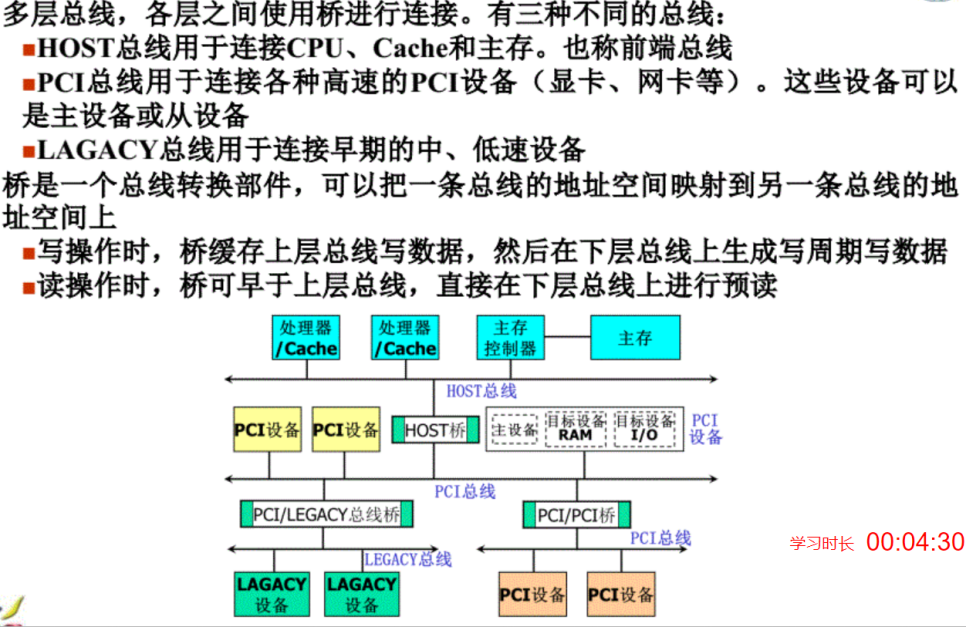 多层总线，各层之间使用桥进行连接。有三种不同的总线：
HOST总线用于连接CPU、Cache和主存。也称前端总线
PCI总线用于连接各种高速的PCI设备（显卡、网卡等）。这些设备可以
是主设备或从设备
LAGACY总线用于连接早期的中、低速设备
桥是一个总线转换部件，可以把一条总线的地址空间映射到另一条总线的地
址空间上
写操作时，桥缓存上层总线写数据，然后在下层总线上生成写周期写数据
读操作时，桥可早于上层总线，直接在下层总线上进行预读
处理器
/Cache
处理器
/Cache
主存
控制器
主存
HOST总线
PCI设备
PCI设备
HOST桥
主设备
目标设备
RAM
目标设备
I/O
PCI
设备
PCI总线
PCI/LEGACY总线桥
PCI/PCI桥
PCI总线
LEGACY总线
LAGACY
设备
LAGACY
设备
PCI设备
PCI设备
学习时长 00:04:30